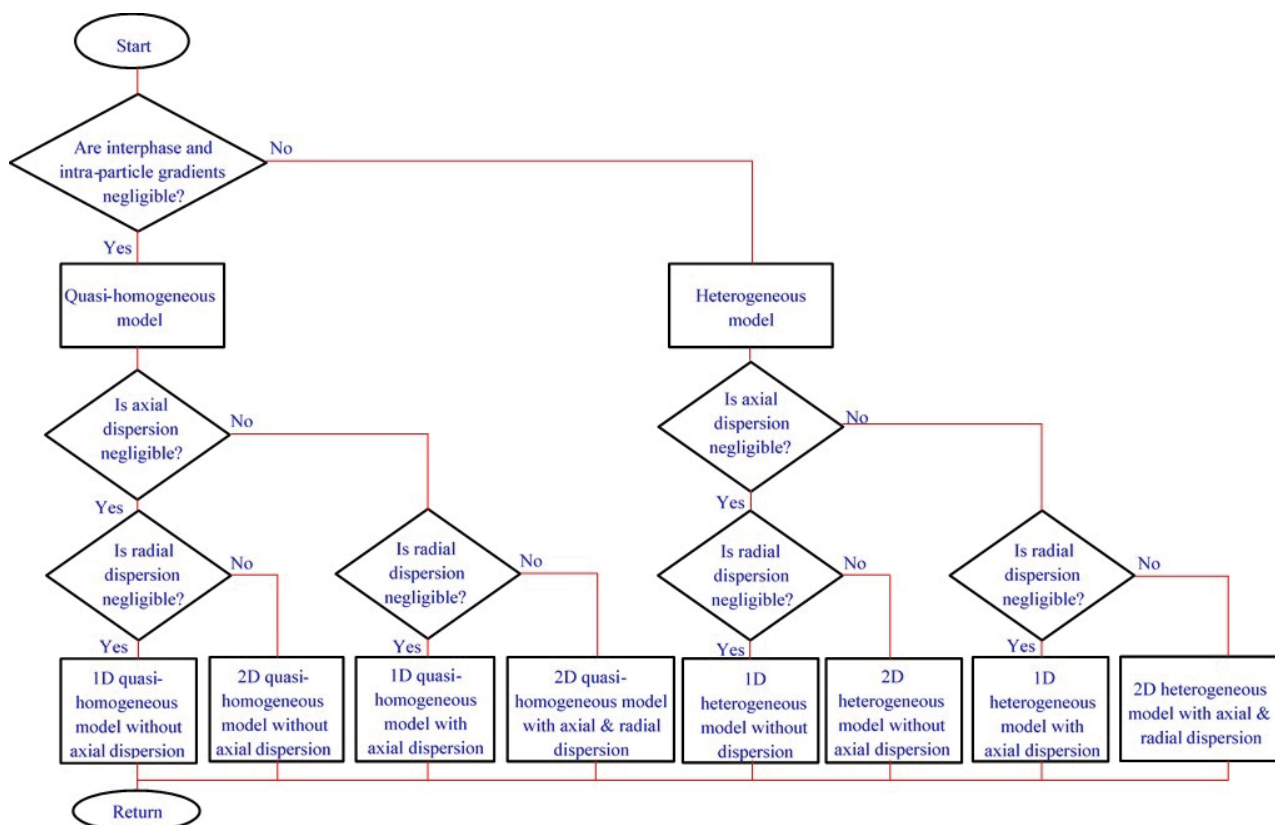 Start
Are interphase and
intra-particle gradients
negligible?
No
Yes
Quasi-homogeneous
model
Heterogeneous
model
Is axial
dispersion
negligible?
No
Yes
Is axial
dispersion
negligible?
No
Yes
Is radial
dispersion
negligible?
No
Yes
Is radial
dispersion
negligible?
No
Yes
Is radial
dispersion
negligible?
No
Yes
Is radial
dispersion
negligible?
No
Yes
1D quasi-
homogeneous
model without
axial dispersion
2D quasi-
homogeneous
model without
axial dispersion
1D quasi-
homogeneous
model with
axial dispersion
2D quasi-
homogeneous model
with axial & radial
dispersion
1D
heterogeneous
model without
dispersion
2D
heterogeneous
model without
axial dispersion
1D
heterogeneous
model with
axial dispersion
2D heterogeneous
model with axial &
radial dispersion
Return